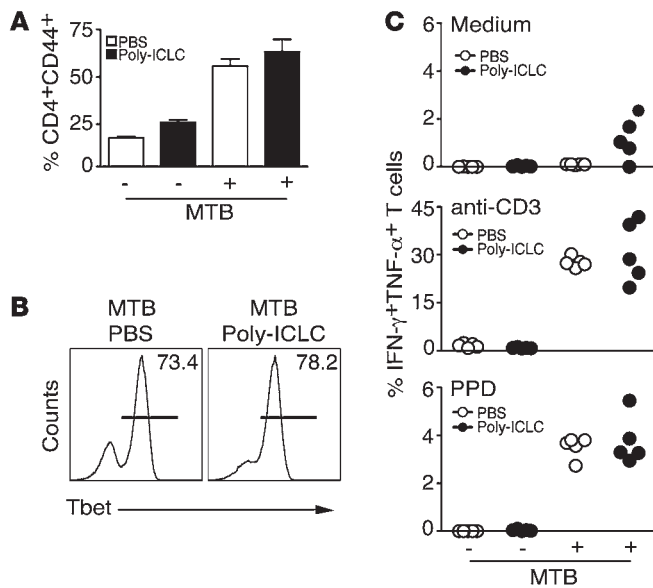 A
% CD4+CD44+
75
50
25
0
PBS
Poly-ICLC
- - + +
MTB
B
MTB
PBS
MTB
Poly-ICLC
73.4
78.2
Counts
Tbet
C
% IFN-γ+TNF-α+ T cells
Medium
PBS
Poly-ICLC
6
4
2
0
anti-CD3
PBS
Poly-ICLC
45
30
15
0
PPD
PBS
Poly-ICLC
6
4
2
0
- - + +
MTB